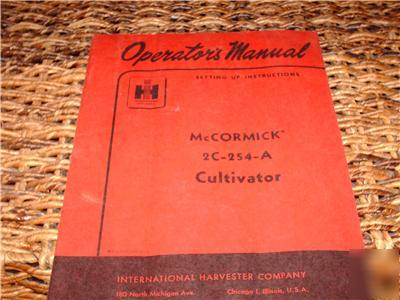 Operator's Manual
SETTING UP INSTRUCTIONS
IH
McCORMICK
2C-254-A
Cultivator
INTERNATIONAL HARVESTER COMPANY
180 North Michigan Ave. Chicago 1, Illinois, U.S.A.